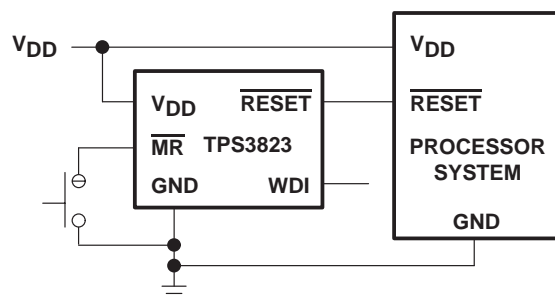 VDD
VDD
RESET
MR
TPS3823
GND
WDI
VDD
RESET
PROCESSOR
SYSTEM
GND